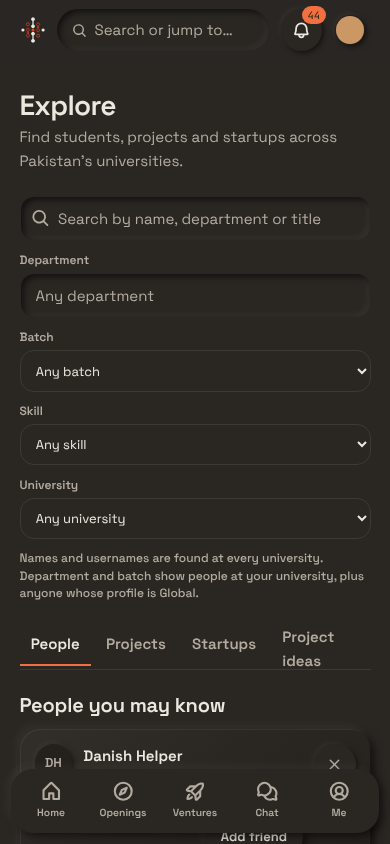 Search or jump to...
44
Explore
Find students, projects and startups across
Pakistan's universities.
Search by name, department or title
Department
Any department
Batch
Any batch
Skill
Any skill
University
Any university
Names and usernames are found at every university.
Department and batch show people at your university, plus
anyone whose profile is Global.
People
Projects
Startups
Project
ideas
People you may know
DH
Danish Helper
Add friend
Home
Openings
Ventures
Chat
Me